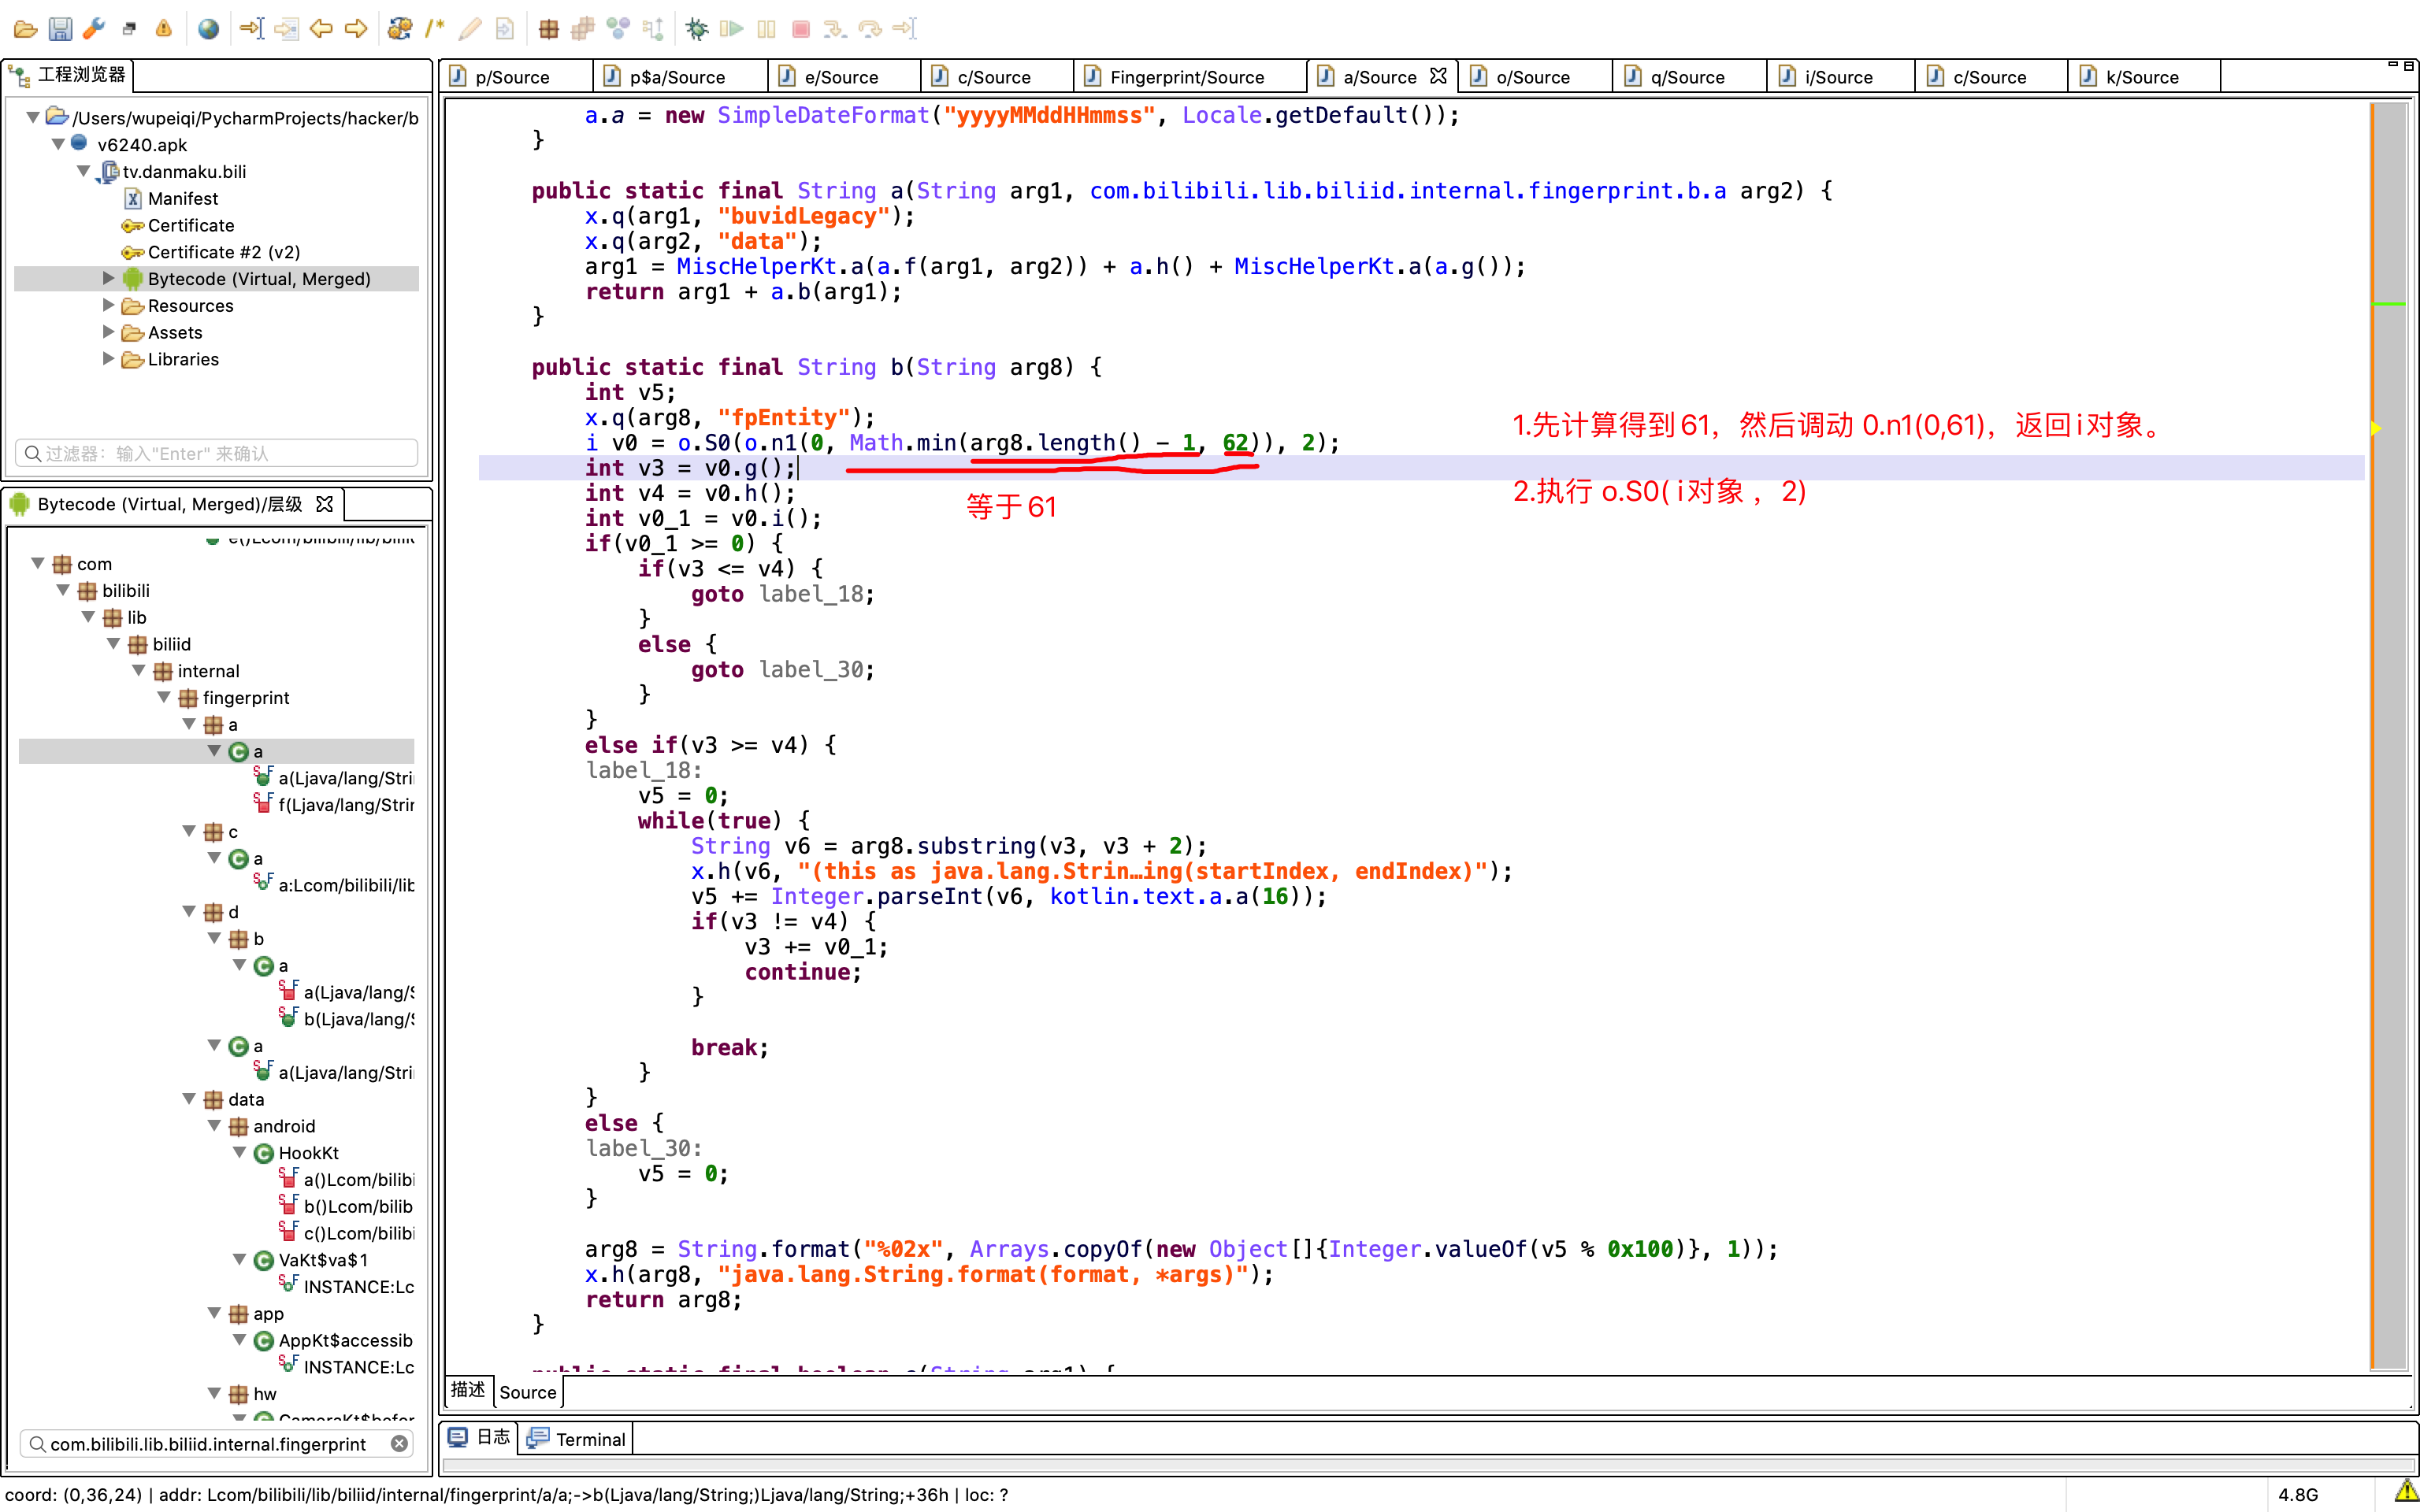 工程浏览器
/Users/wupeiqi/PycharmProjects/hacker/b
v6240.apk
tv.danmaku.bili
Manifest
Certificate
Certificate #2 (v2)
Bytecode (Virtual, Merged)
Resources
Assets
Libraries
过滤器：输入"Enter" 来确认
Bytecode (Virtual, Merged)/层级
com
bilibili
lib
biliid
internal
fingerprint
a
a
a(Ljava/lang/Stri
f(Ljava/lang/Strir
c
a
a:Lcom/bilibili/lib
d
b
a
a(Ljava/lang/S
b(Ljava/lang/S
a
a(Ljava/lang/Stri
data
android
HookKt
a()Lcom/bilibi
b()Lcom/bilib
c()Lcom/bilibi
VaKt$va$1
INSTANCE:Lc
app
AppKt$accessib
INSTANCE:Lc
hw
com.bilibili.lib.biliid.internal.fingerprint
p/Source
p$a/Source
e/Source
c/Source
Fingerprint/Source
a/Source
o/Source
q/Source
i/Source
c/Source
k/Source
a.a = new SimpleDateFormat("yyyyMMddHHmmss", Locale.getDefault());
}
public static final String a(String arg1, com.bilibili.lib.biliid.internal.fingerprint.b.a arg2) {
x.q(arg1, "buvidLegacy");
x.q(arg2, "data");
arg1 = MiscHelperKt.a(a.f(arg1, arg2)) + a.h() + MiscHelperKt.a(a.g());
return arg1 + a.b(arg1);
}
public static final String b(String arg8) {
int v5;
x.q(arg8, "fpEntity");
i v0 = o.S0(o.n1(0, Math.min(arg8.length() - 1, 62)), 2);
int v3 = v0.g();
int v4 = v0.h();
int v0_1 = v0.i();
if(v0_1 >= 0) {
if(v3 <= v4) {
goto label_18;
}
else {
goto label_30;
}
}
else if(v3 >= v4) {
label_18:
v5 = 0;
while(true) {
String v6 = arg8.substring(v3, v3 + 2);
x.h(v6, "(this as java.lang.Strin…ing(startIndex, endIndex)");
v5 += Integer.parseInt(v6, kotlin.text.a.a(16));
if(v3 != v4) {
v3 += v0_1;
continue;
}
break;
}
}
else {
label_30:
v5 = 0;
}
arg8 = String.format("%02x", Arrays.copyOf(new Object[]{Integer.valueOf(v5 % 0x100)}, 1));
x.h(arg8, "java.lang.String.format(format, *args)");
return arg8;
}
1.先计算得到 61，然后调动 0.n1(0,61)，返回i对象。
2.执行 o.S0( i对象 ，2)
等于 61
描述
Source
日志
Terminal
coord: (0,36,24) | addr: Lcom/bilibili/lib/biliid/internal/fingerprint/a/a;->b(Ljava/lang/String;)Ljava/lang/String;+36h | loc: ?
4.8G